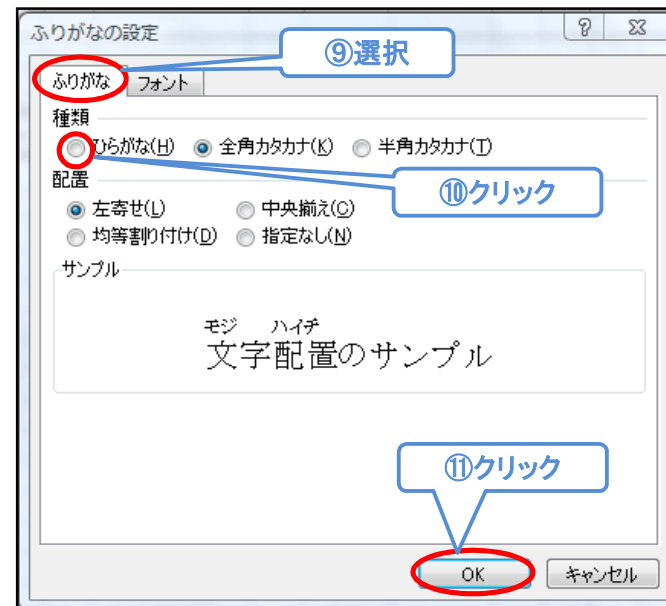 ふりがなの設定
⑨選択
ふりがな フォント
種類
ひらがな(H) 全角カタカナ(K) 半角カタカナ(T)
⑩クリック
配置
左寄せ(L) 中央揃え(C)
均等割り付け(D) 指定なし(N)
サンプル
モジ ハイチ
文字配置のサンプル
⑪クリック
OK キャンセル